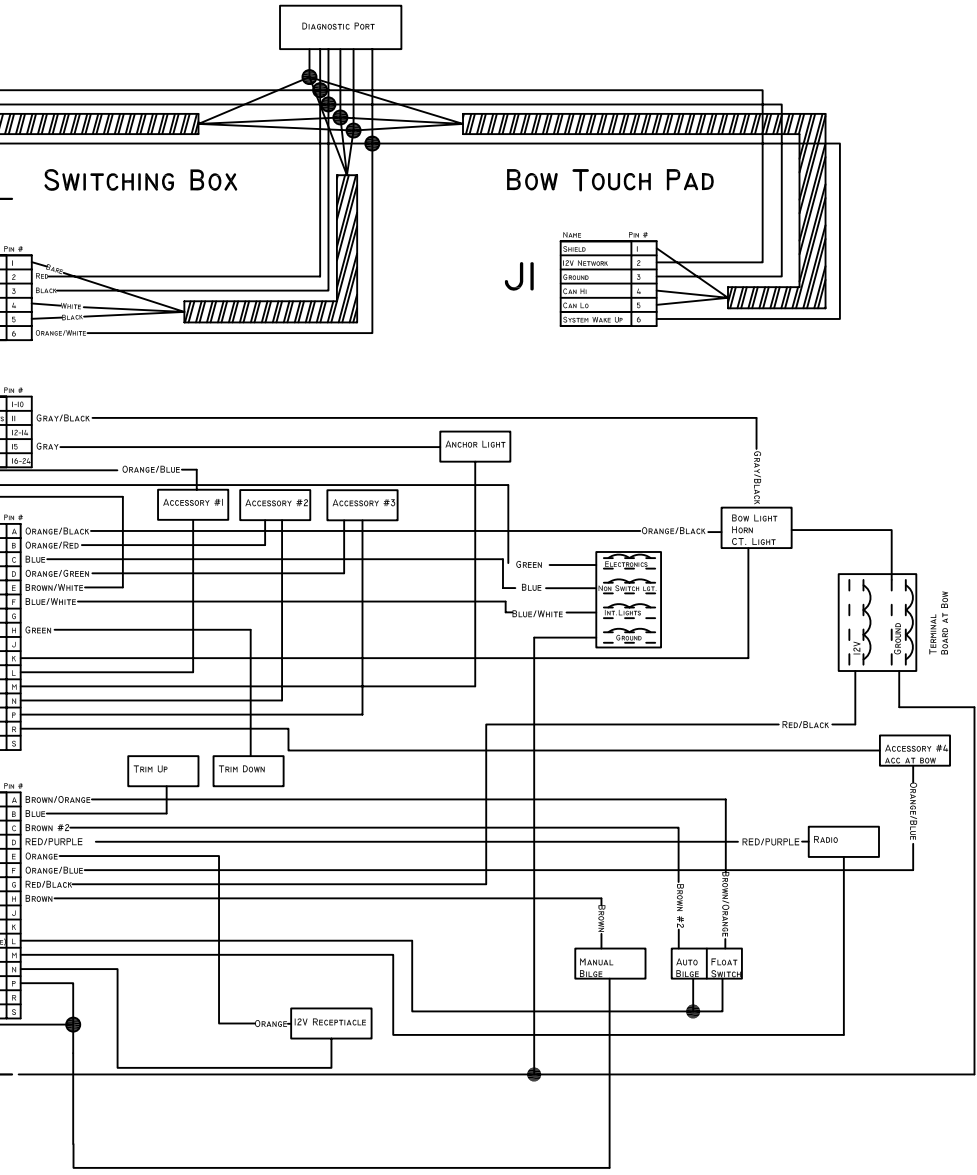 Diagnostic Port
Switching Box
Bow Touch Pad
Name Pin #
Shield 1
12V Network 2
Ground 3
Can Hi 4
Can Lo 5
System Wake Up 6
J1
Pin #
1 Bare
2 Red
3 Black
4 White
5 Black
6 Orange/White
Pin #
1-10
s 11 Gray/Black
12-14
15 Gray
16-24
Anchor Light
Gray/Black
Orange/Blue
Accessory #1
Accessory #2
Accessory #3
Pin #
A Orange/Black
B Orange/Red
C Blue
D Orange/Green
E Brown/White
F Blue/White
G
H Green
J
K
L
M
N
P
R
S
Orange/Black
Bow Light
Horn
CT. Light
Green
Blue
Blue/White
Electronics
Non Switch Lgt.
Int.Lights
Ground
12V
Ground
Terminal
Board at Bow
Red/Black
Accessory #4
acc at bow
Orange/Blue
Trim Up
Trim Down
Pin #
A Brown/Orange
B Blue
C Brown #2
D RED/PURPLE
E Orange
F Orange/Blue
G Red/Black
H Brown
J
K
E) L
M
N
P
R
S
RED/PURPLE
Radio
Brown
Brown #2
Brown/Orange
Manual
Bilge
Auto
Bilge
Float
Switch
Orange
12V Receptiacle